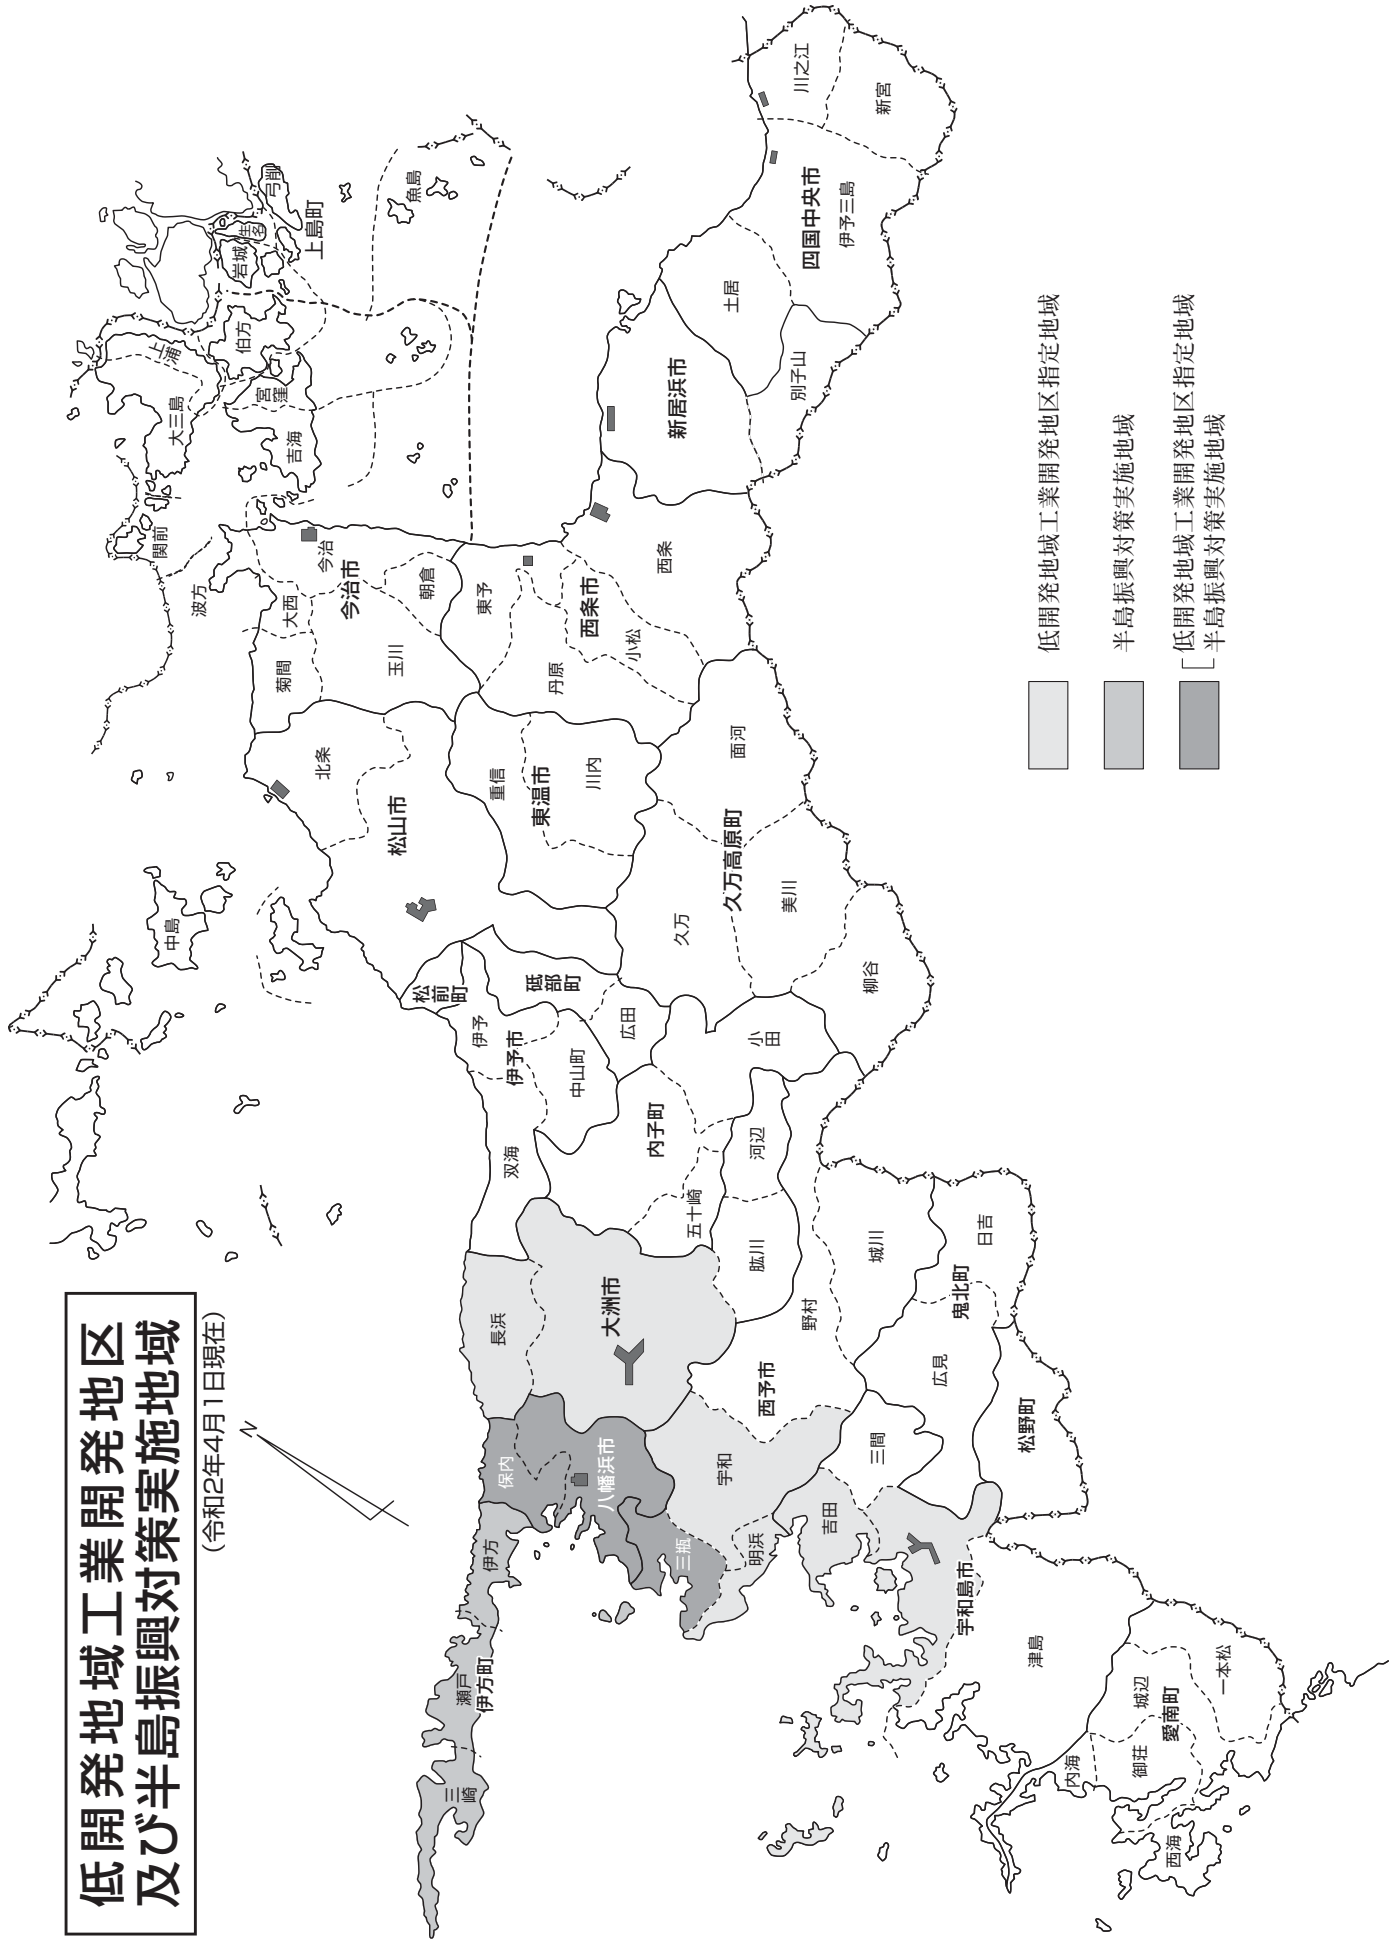 低開発地域工業開発地区
及び半島振興対策実施地域
（令和2年4月1日現在）
N
低開発地域工業開発地区指定地域
半島振興対策実施地域
低開発地域工業開発地区指定地域
半島振興対策実施地域
川之江
新宮
四国中央市
伊予三島
土居
別子山
新居浜市
西条
西条市
東予
小松
丹原
魚島
弓削
生名
岩城
上島町
伯方
上浦
大三島
宮窪
吉海
関前
波方
今治
今治市
大西
朝倉
玉川
菊間
北条
松山市
中島
重信
東温市
川内
面河
久万高原町
久万
美川
柳谷
松前町
砥部町
広田
伊予
伊予市
中山町
双海
小田
内子町
五十崎
河辺
肱川
大洲市
長浜
野村
城川
西予市
宇和
明浜
三瓶
保内
八幡浜市
伊方
瀬戸
伊方町
三崎
日吉
鬼北町
広見
松野町
三間
吉田
宇和島市
津島
内海
御荘
城辺
愛南町
一本松
西海